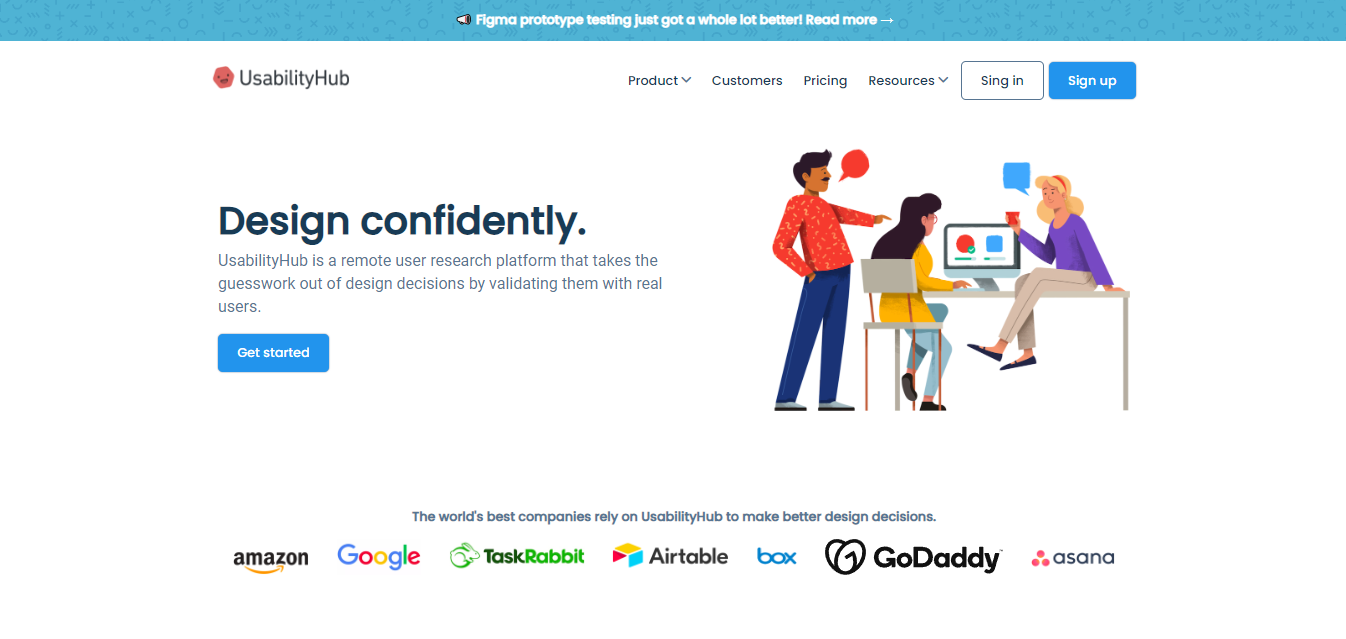 📢 Figma prototype testing just got a whole lot better! Read more →
UsabilityHub
Product Customers Pricing Resources Sing in Sign up
Design confidently.
UsabilityHub is a remote user research platform that takes the
guesswork out of design decisions by validating them with real
users.
Get started
The world's best companies rely on UsabilityHub to make better design decisions.
amazon Google TaskRabbit Airtable box GoDaddy asana